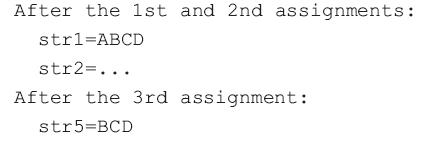 After the 1st and 2nd assignments:
str1=ABCD
str2=...
After the 3rd assignment:
str5=BCD